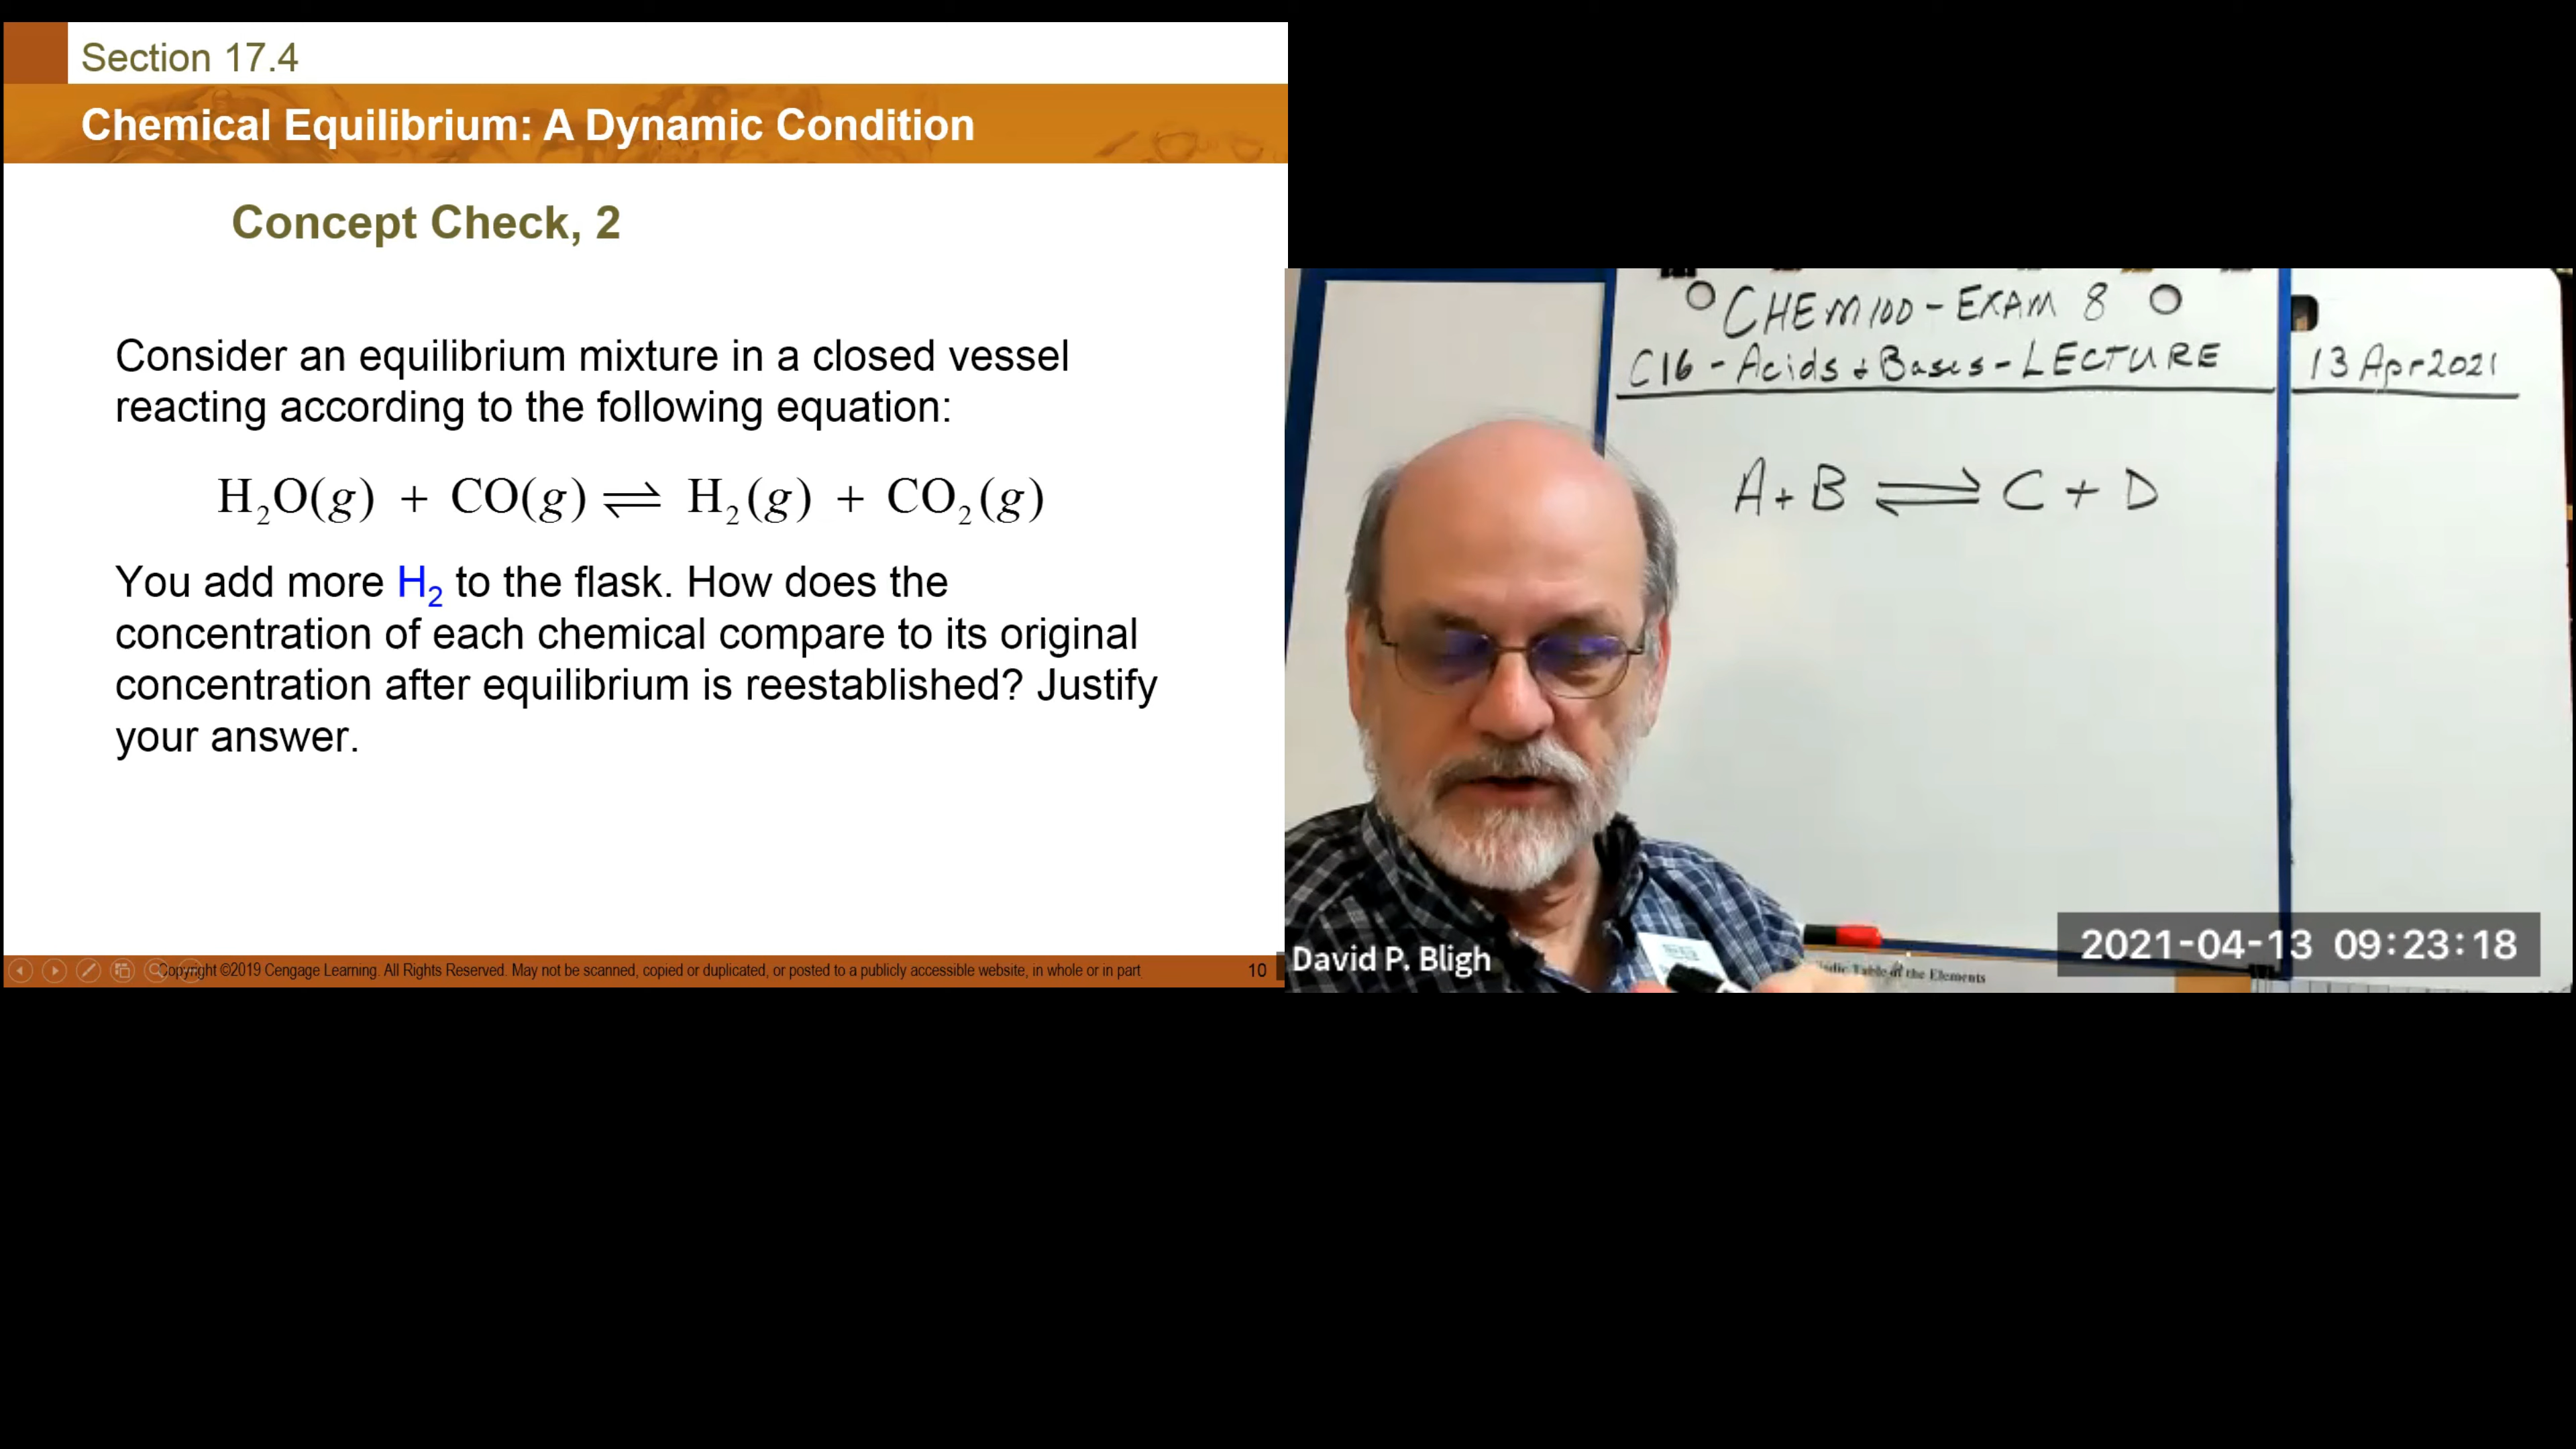 Section 17.4
Chemical Equilibrium: A Dynamic Condition
Concept Check, 2
Consider an equilibrium mixture in a closed vessel
reacting according to the following equation:
H₂O(g) + CO(g) ⇌ H₂(g) + CO₂(g)
You add more H₂ to the flask. How does the
concentration of each chemical compare to its original
concentration after equilibrium is reestablished? Justify
your answer.
Copyright ©2019 Cengage Learning. All Rights Reserved. May not be scanned, copied or duplicated, or posted to a publicly accessible website, in whole or in part
10
CHEM100 - EXAM 8
C16 - Acids + Bases - LECTURE
13 Apr 2021
A + B ⇌ C + D
David P. Bligh
2021-04-13 09:23:18
Table of the Elements